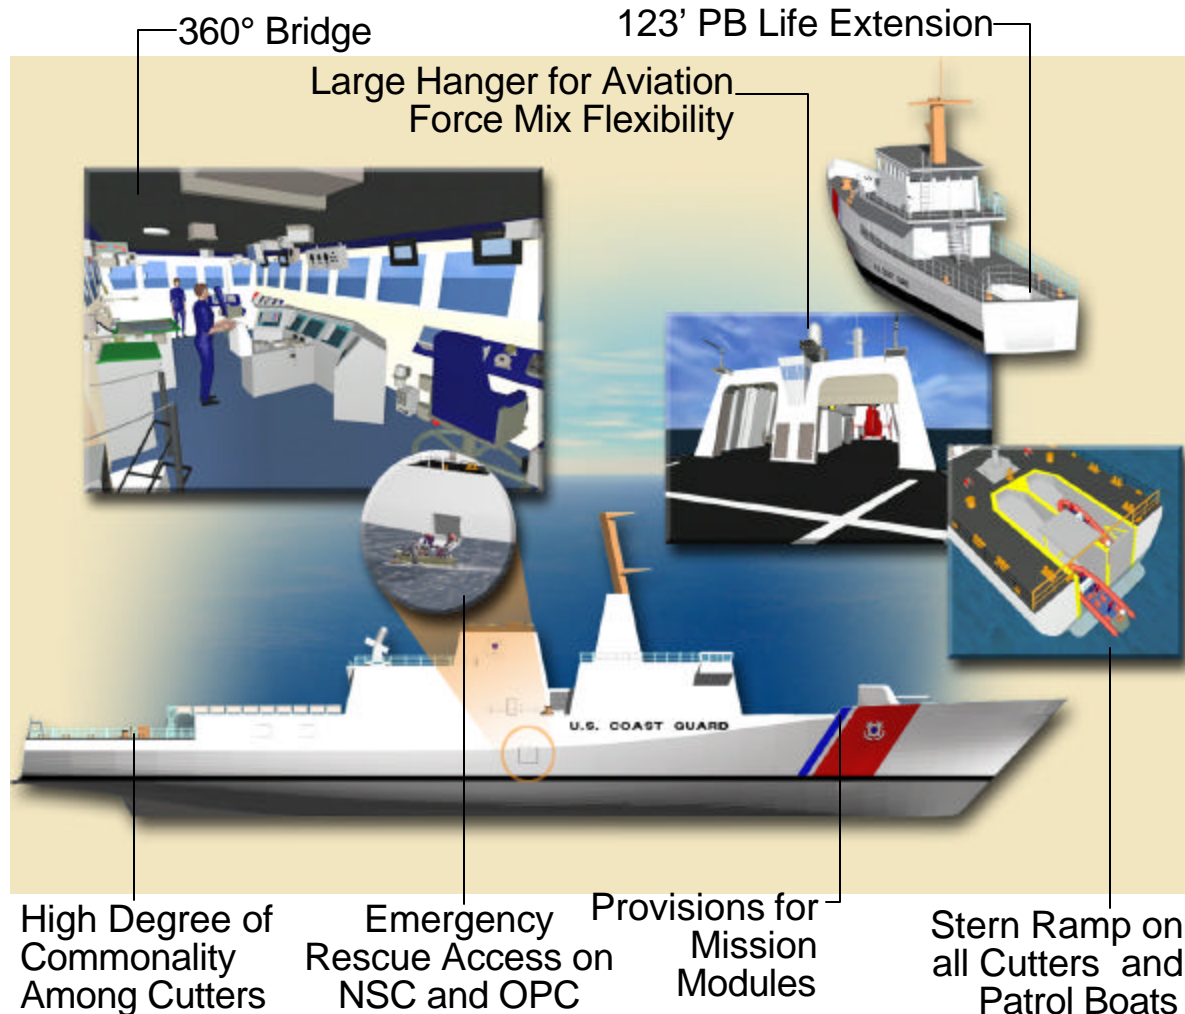 360° Bridge
123’ PB Life Extension
Large Hanger for Aviation
Force Mix Flexibility
U.S. COAST GUARD
High Degree of
Commonality
Among Cutters
Emergency
Rescue Access on
NSC and OPC
Provisions for
Mission
Modules
Stern Ramp on
all Cutters and
Patrol Boats